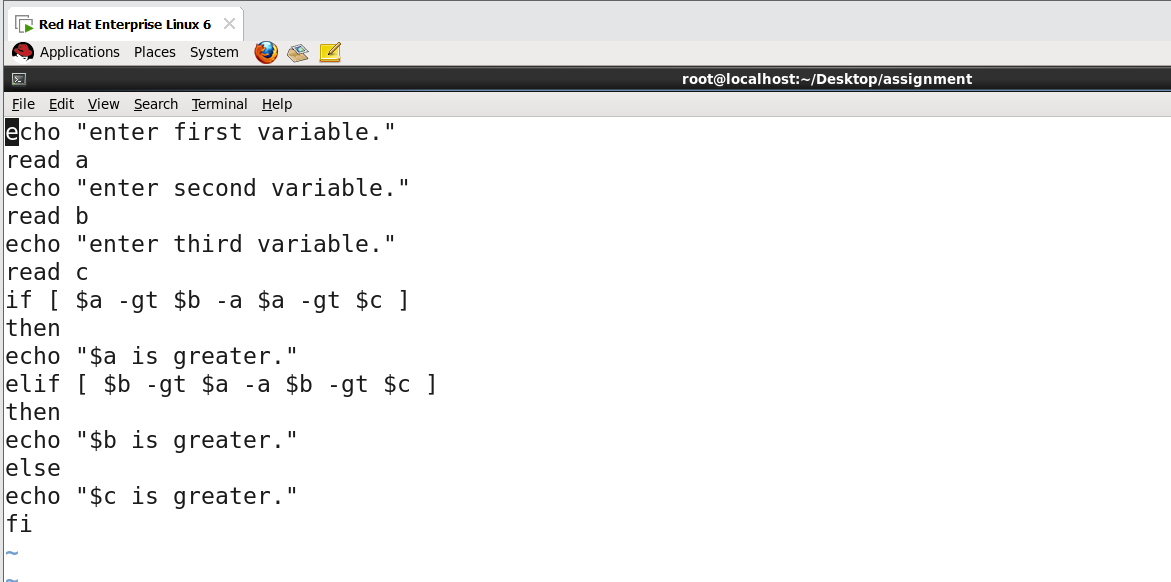 Red Hat Enterprise Linux 6
Applications Places System
root@localhost:~/Desktop/assignment
File Edit View Search Terminal Help
echo "enter first variable."
read a
echo "enter second variable."
read b
echo "enter third variable."
read c
if [ $a -gt $b -a $a -gt $c ]
then
echo "$a is greater."
elif [ $b -gt $a -a $b -gt $c ]
then
echo "$b is greater."
else
echo "$c is greater."
fi
~
~